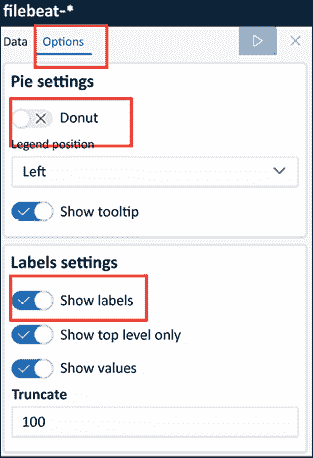 filebeat-*
Data Options
Pie settings
Donut
Legend position
Left
Show tooltip
Labels settings
Show labels
Show top level only
Show values
Truncate
100